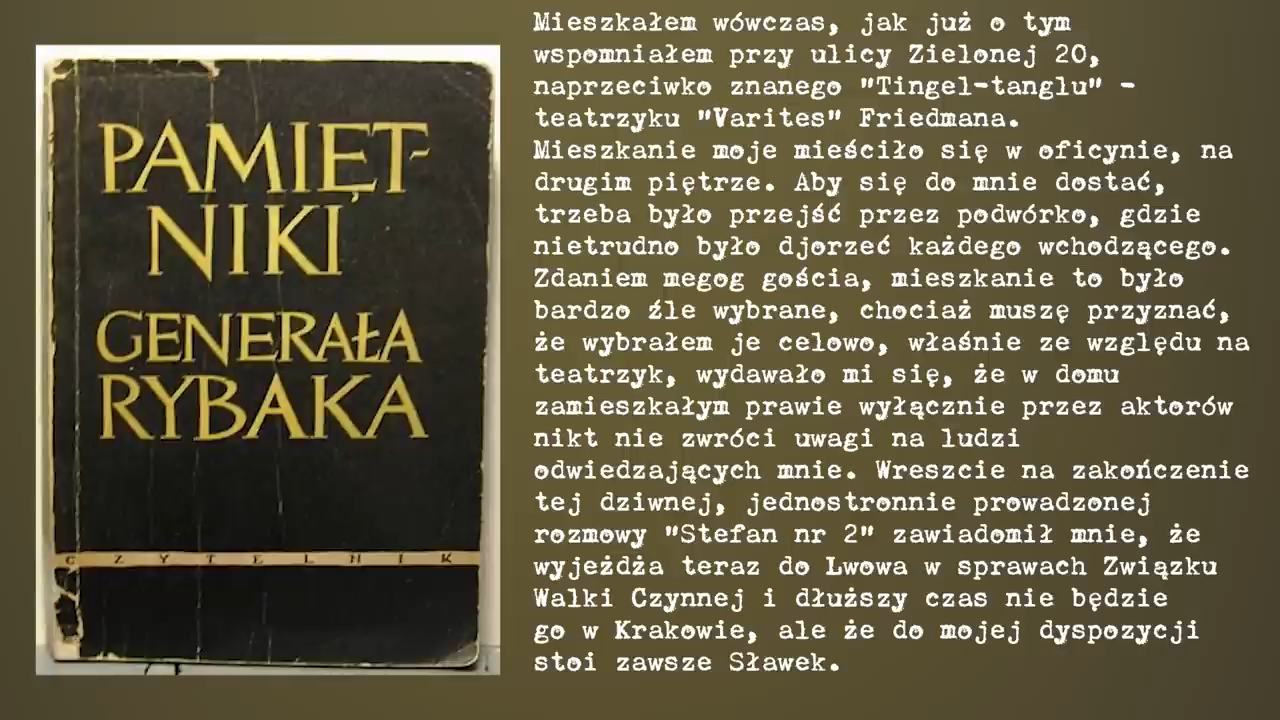 PAMIĘT-
NIKI
GENERAŁA
RYBAKA
CZYTELNIK
Mieszkałem wówczas, jak już o tym
wspomniałem przy ulicy Zielonej 20,
naprzeciwko znanego "Tingel-tanglu" -
teatrzyku "Varites" Friedmana.
Mieszkanie moje mieściło się w oficynie, na
drugim piętrze. Aby się do mnie dostać,
trzeba było przejść przez podwórko, gdzie
nietrudno było djorzeć każdego wchodzącego.
Zdaniem megog gościa, mieszkanie to było
bardzo źle wybrane, chociaż muszę przyznać,
że wybrałem je celowo, właśnie ze względu na
teatrzyk, wydawało mi się, że w domu
zamieszkałym prawie wyłącznie przez aktorów
nikt nie zwróci uwagi na ludzi
odwiedzających mnie. Wreszcie na zakończenie
tej dziwnej, jednostronnie prowadzonej
rozmowy "Stefan nr 2" zawiadomił mnie, że
wyjeżdża teraz do Lwowa w sprawach Związku
Walki Czynnej i dłuższy czas nie będzie
go w Krakowie, ale że do mojej dyspozycji
stoi zawsze Sławek.